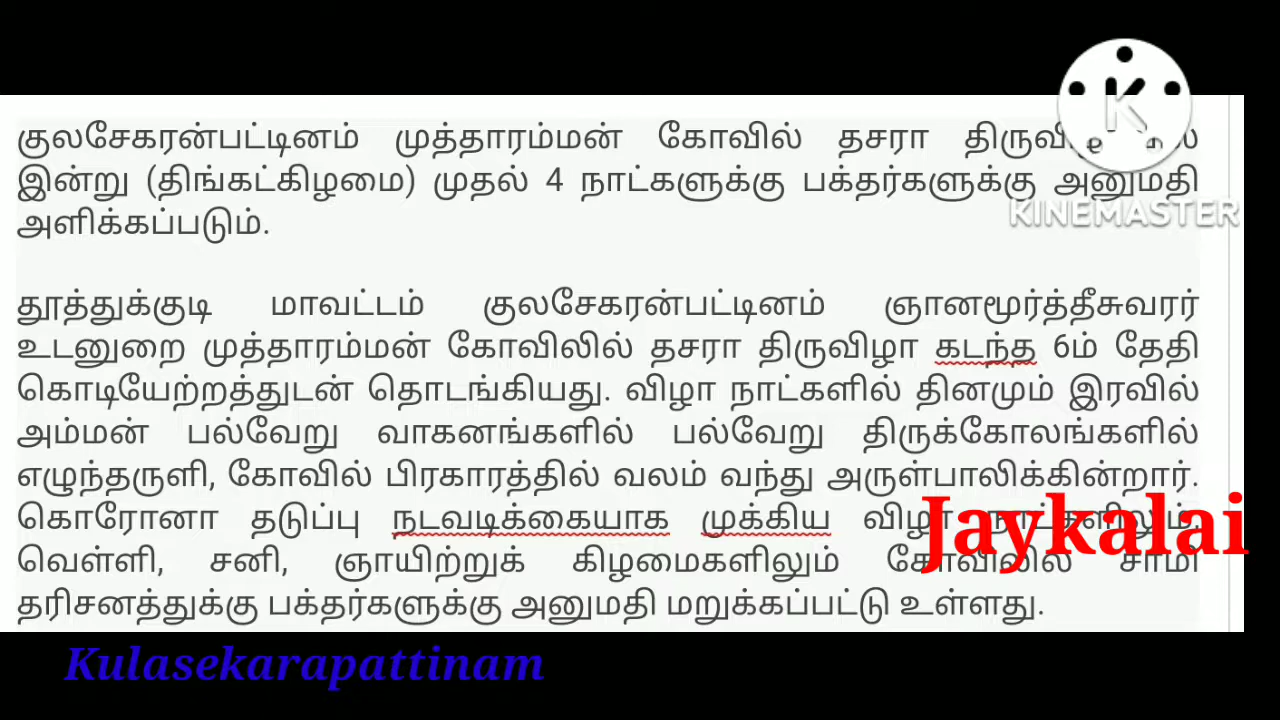 குலசேகரன்பட்டினம் முத்தாரம்மன் கோவில் தசரா
இன்று (திங்கட்கிழமை) முதல் 4 நாட்களுக்கு பக்தர்களுக்கு அனுமதி
அளிக்கப்படும்.
KINEMASTER
தூத்துக்குடி மாவட்டம் குலசேகரன்பட்டினம் ஞானமூர்த்தீசுவரர்
உடனுறை முத்தாரம்மன் கோவிலில் தசரா திருவிழா கடந்த 6ம் தேதி
கொடியேற்றத்துடன் தொடங்கியது. விழா நாட்களில் தினமும் இரவில்
அம்மன் பல்வேறு வாகனங்களில் பல்வேறு திருக்கோலங்களில்
எழுந்தருளி, கோவில் பிரகாரத்தில் வலம் வந்து அருள்பாலிக்கின்றார்.
கொரோனா தடுப்பு நடவடிக்கையாக முக்கிய விழா நாட்களிலும்,
Jaykalai
வெள்ளி, சனி, ஞாயிற்றுக் கிழமைகளிலும் கோவிலில் சாமி
தரிசனத்துக்கு பக்தர்களுக்கு அனுமதி மறுக்கப்பட்டு உள்ளது.
Kulasekarapattinam